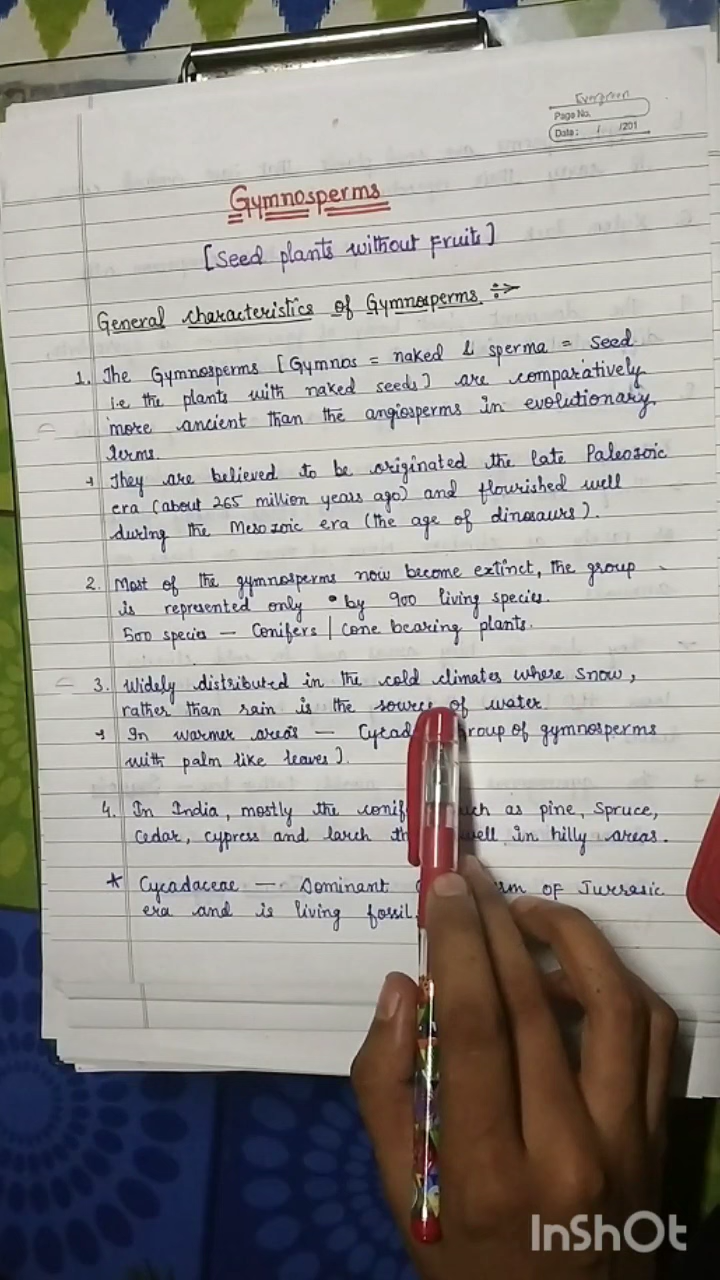 Evergreen
Page No.
Date: / /201
Gymnosperms
[Seed plants without fruit]
General characteristics of Gymnosperms :->
1. The Gymnosperms [Gymnos = naked & sperma = seed
i.e the plants with naked seeds] are comparatively
more ancient than the angiosperms in evolutionary
terms.
→ They are believed to be originated the late Paleozoic
era (about 265 million years ago) and flourished well
during the Mesozoic era (the age of dinosaurs).
2. Most of the gymnosperms now become extinct, the group
is represented only by 900 living species.
500 species — Conifers / cone bearing plants.
3. Widely distributed in the cold climates where snow,
rather than rain is the source of water
→ In warmer areas — Cycad group of gymnosperms
with palm like leaves).
4. In India, mostly the conif such as pine, Spruce,
Cedar, cypress and larch th well in hilly areas.
* Cycadaceae — Dominant of Jurrasic
era and is living fossil.
InShOt